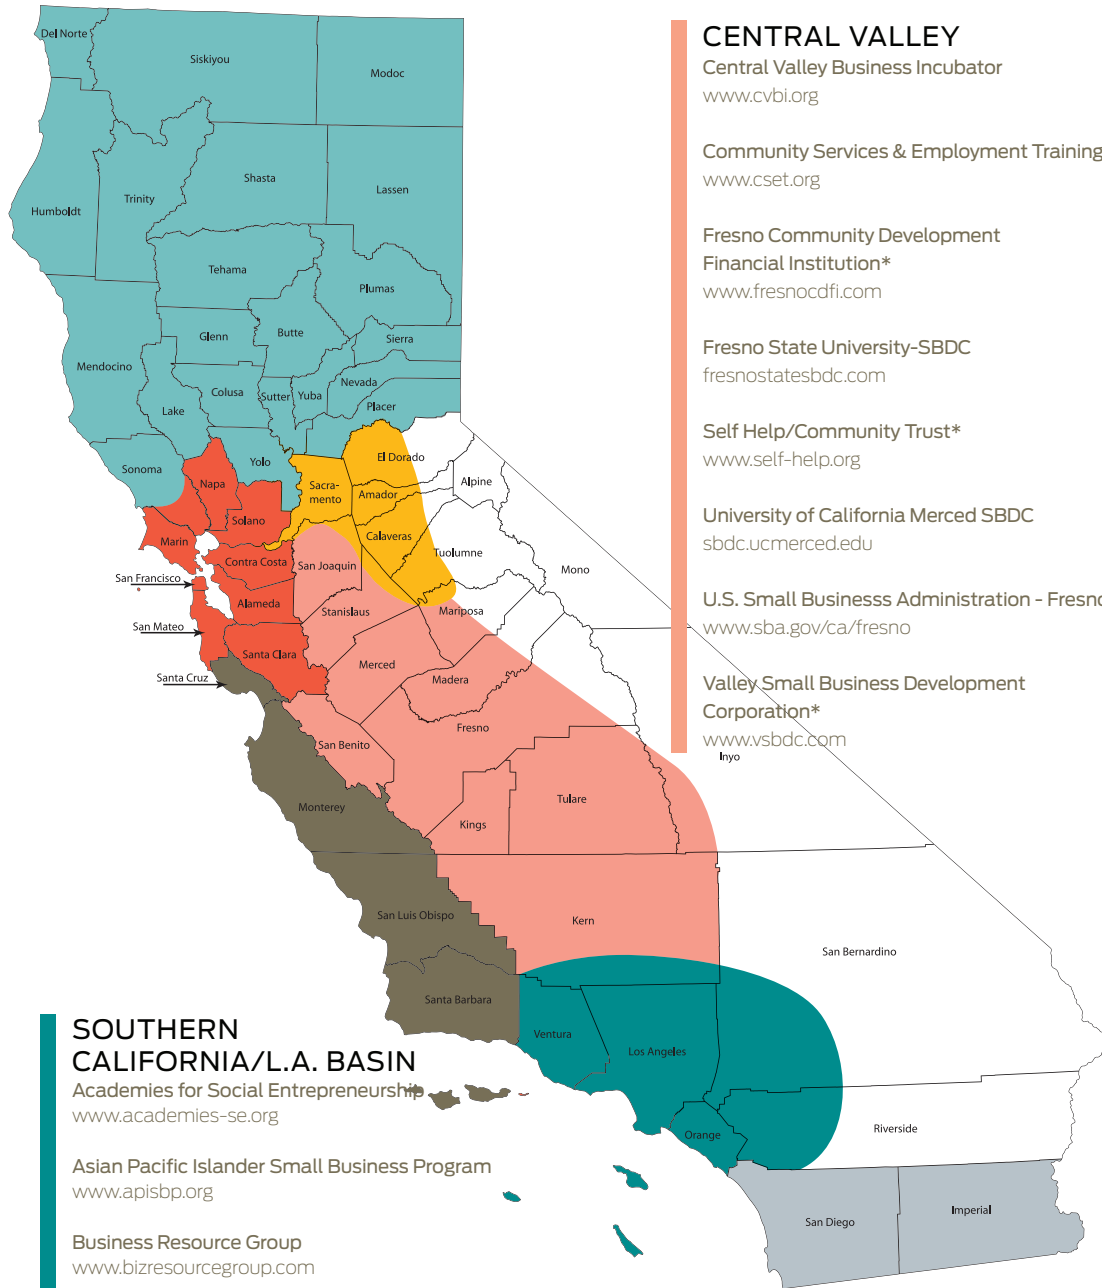 Del Norte
Siskiyou
Modoc
Humboldt
Trinity
Shasta
Lassen
Tehama
Plumas
Glenn
Butte
Sierra
Mendocino
Lake
Colusa
Sutter
Yuba
Nevada
Placer
Sonoma
Napa
Yolo
Solano
Sacra-
mento
El Dorado
Amador
Alpine
Calaveras
Tuolumne
Mono
Marin
Contra Costa
San Joaquin
San Francisco
Alameda
Stanislaus
Mariposa
San Mateo
Santa Clara
Merced
Madera
Santa Cruz
San Benito
Fresno
Inyo
Monterey
Kings
Tulare
San Luis Obispo
Kern
San Bernardino
Santa Barbara
Ventura
Los Angeles
Orange
Riverside
San Diego
Imperial
CENTRAL VALLEY
Central Valley Business Incubator
www.cvbi.org
Community Services & Employment Training
www.cset.org
Fresno Community Development
Financial Institution*
www.fresnocdfi.com
Fresno State University-SBDC
fresnostatesbdc.com
Self Help/Community Trust*
www.self-help.org
University of California Merced SBDC
sbdc.ucmerced.edu
U.S. Small Businesss Administration - Fresno
www.sba.gov/ca/fresno
Valley Small Business Development
Corporation*
www.vsbdc.com
SOUTHERN
CALIFORNIA/L.A. BASIN
Academies for Social Entrepreneurship
www.academies-se.org
Asian Pacific Islander Small Business Program
www.apisbp.org
Business Resource Group
www.bizresourcegroup.com